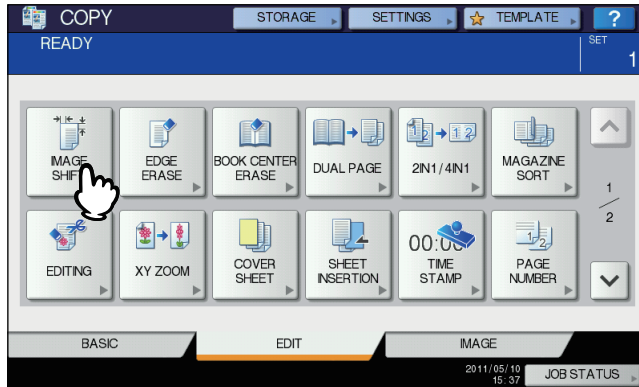 COPY
STORAGE
SETTINGS
TEMPLATE
?
READY
SET
1
IMAGE
SHIFT
EDGE
ERASE
BOOK CENTER
ERASE
DUAL PAGE
2IN1/4IN1
MAGAZINE
SORT
1
2
EDITING
XY ZOOM
COVER
SHEET
SHEET
INSERTION
00:00
TIME
STAMP
PAGE
NUMBER
BASIC
EDIT
IMAGE
2011/05/10
15:37
JOB STATUS